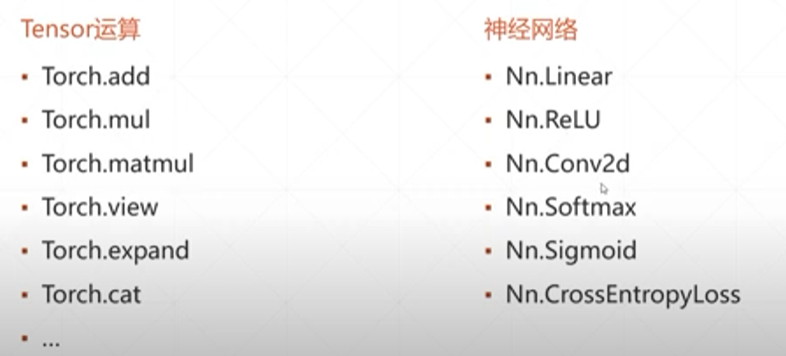 Tensor运算
Torch.add
Torch.mul
Torch.matmul
Torch.view
Torch.expand
Torch.cat
...
神经网络
Nn.Linear
Nn.ReLU
Nn.Conv2d
Nn.Softmax
Nn.Sigmoid
Nn.CrossEntropyLoss